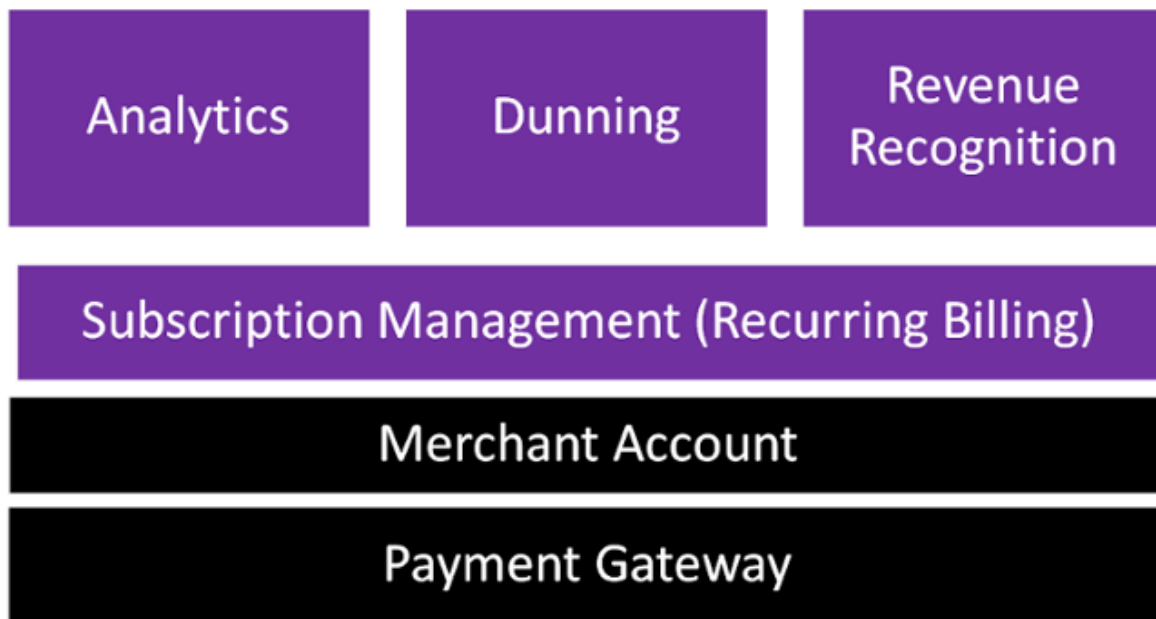 Analytics
Dunning
Revenue
Recognition
Subscription Management (Recurring Billing)
Merchant Account
Payment Gateway